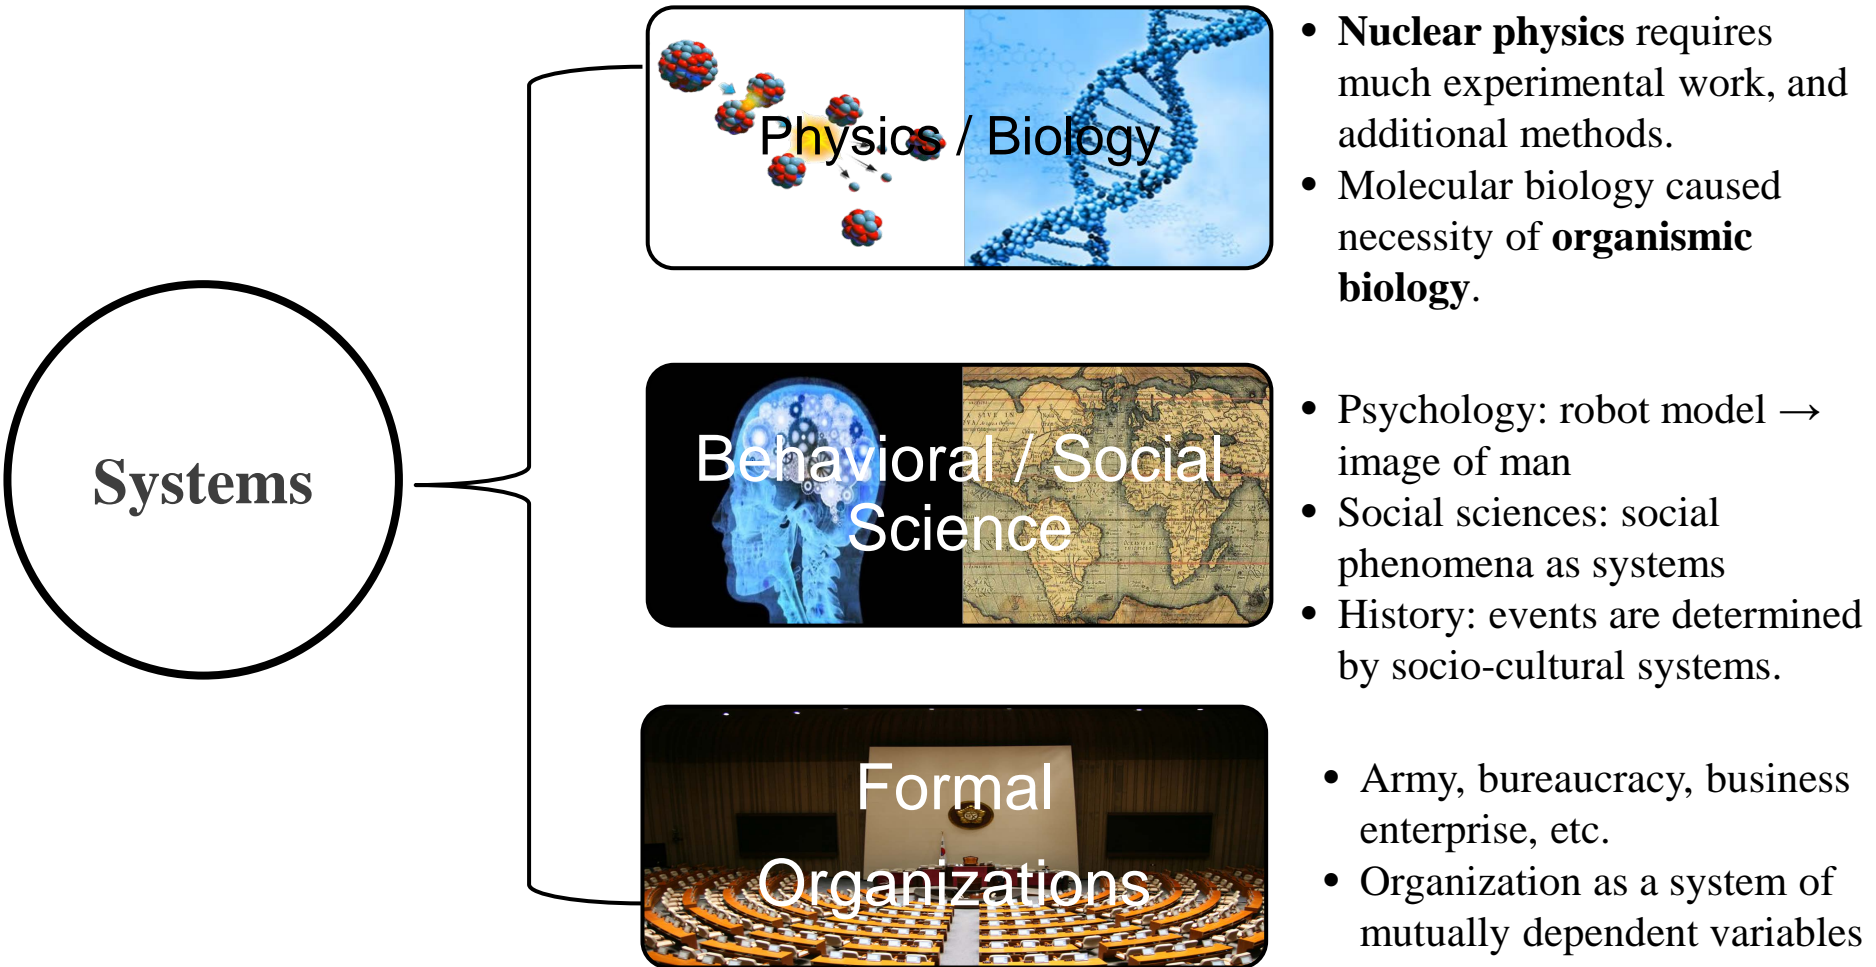 Systems
Physics / Biology
• Nuclear physics requires
much experimental work, and
additional methods.
• Molecular biology caused
necessity of organismic
biology.
Behavioral / Social
Science
• Psychology: robot model →
image of man
• Social sciences: social
phenomena as systems
• History: events are determined
by socio-cultural systems.
Formal
Organizations
• Army, bureaucracy, business
enterprise, etc.
• Organization as a system of
mutually dependent variables